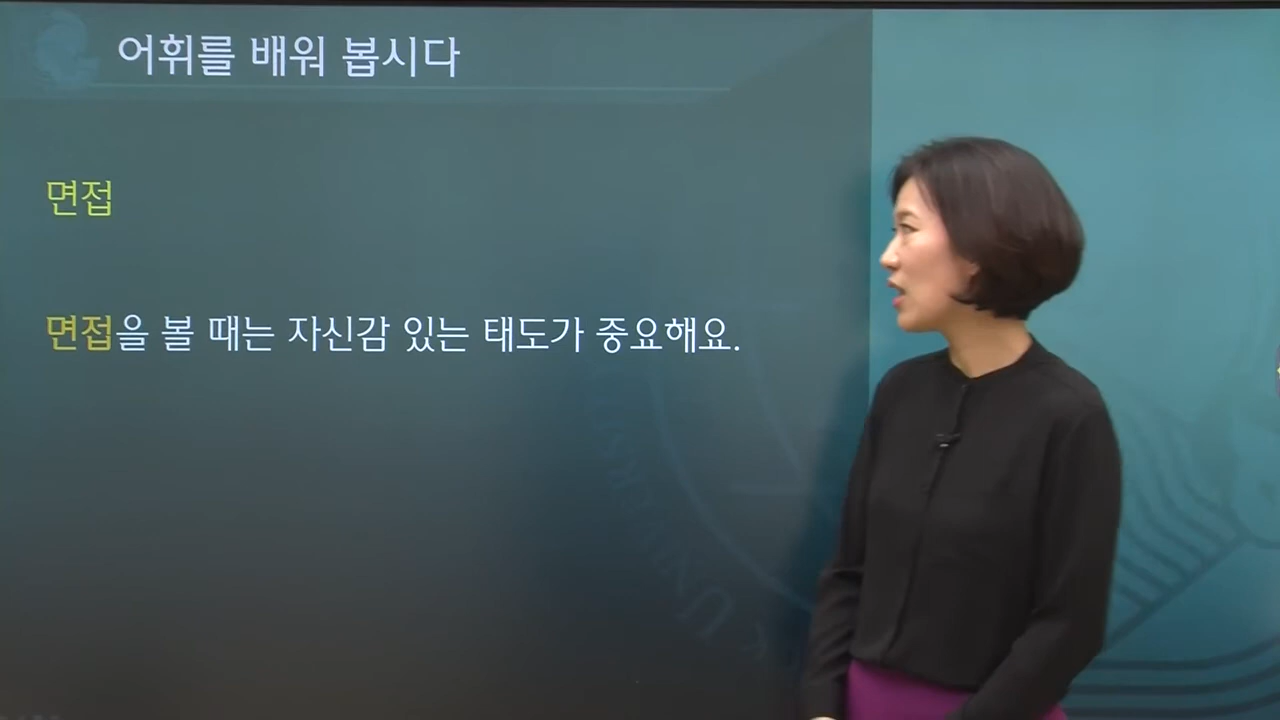 어휘를 배워 봅시다
면접
면접을 볼 때는 자신감 있는 태도가 중요해요.